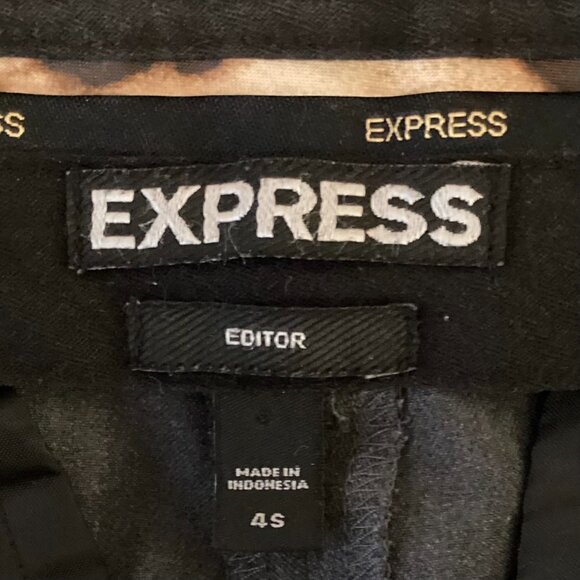 SS EXPRESS
EXPRESS
EDITOR
MADE IN
INDONESIA
4S